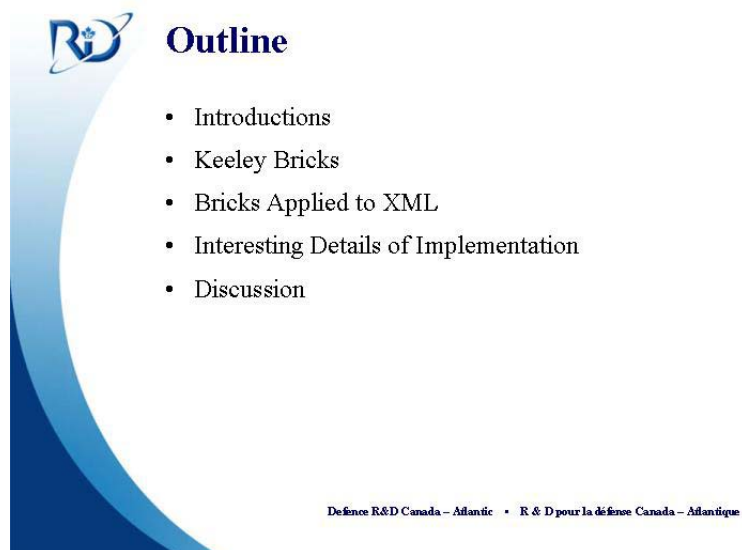 R&D
Outline
• Introductions
• Keeley Bricks
• Bricks Applied to XML
• Interesting Details of Implementation
• Discussion
Defence R&D Canada – Atlantic • R & D pour la défense Canada – Atlantique